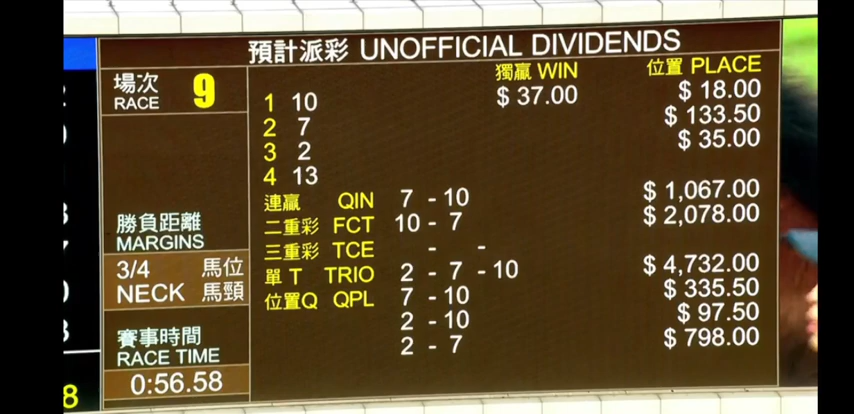 預計派彩 UNOFFICIAL DIVIDENDS
場次
RACE 9
獨贏 WIN 位置 PLACE
1 10 $ 37.00 $ 18.00
2 7 $ 133.50
3 2 $ 35.00
4 13
連贏 QIN 7 - 10 $ 1,067.00
二重彩 FCT 10 - 7 $ 2,078.00
三重彩 TCE - -
單 T TRIO 2 - 7 - 10 $ 4,732.00
位置Q QPL 7 - 10 $ 335.50
2 - 10 $ 97.50
2 - 7 $ 798.00
勝負距離
MARGINS
3/4 馬位
NECK 馬頸
賽事時間
RACE TIME
0:56.58
8